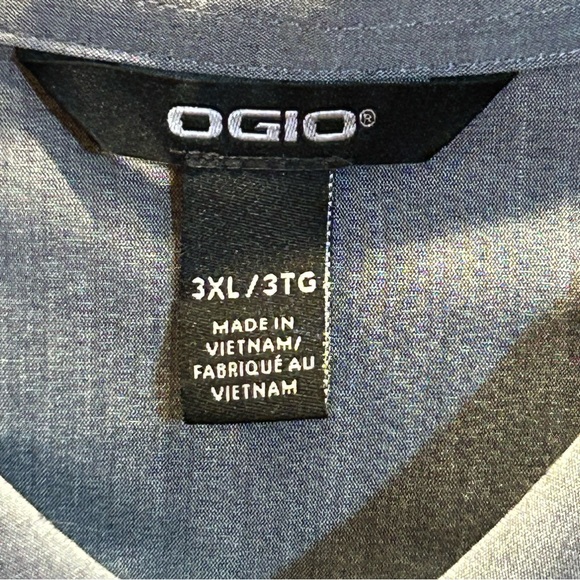 OGIO®
3XL/3TG
MADE IN
VIETNAM/
FABRIQUÉ AU
VIETNAM